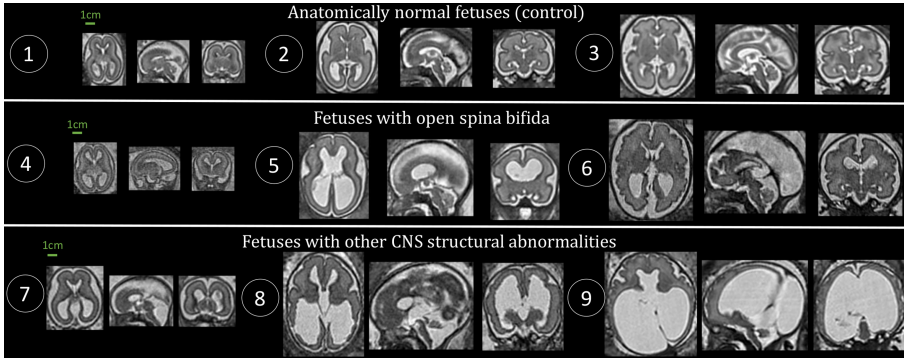 Anatomically normal fetuses (control)
1cm
1
2
3
Fetuses with open spina bifida
1cm
4
5
6
Fetuses with other CNS structural abnormalities
1cm
7
8
9